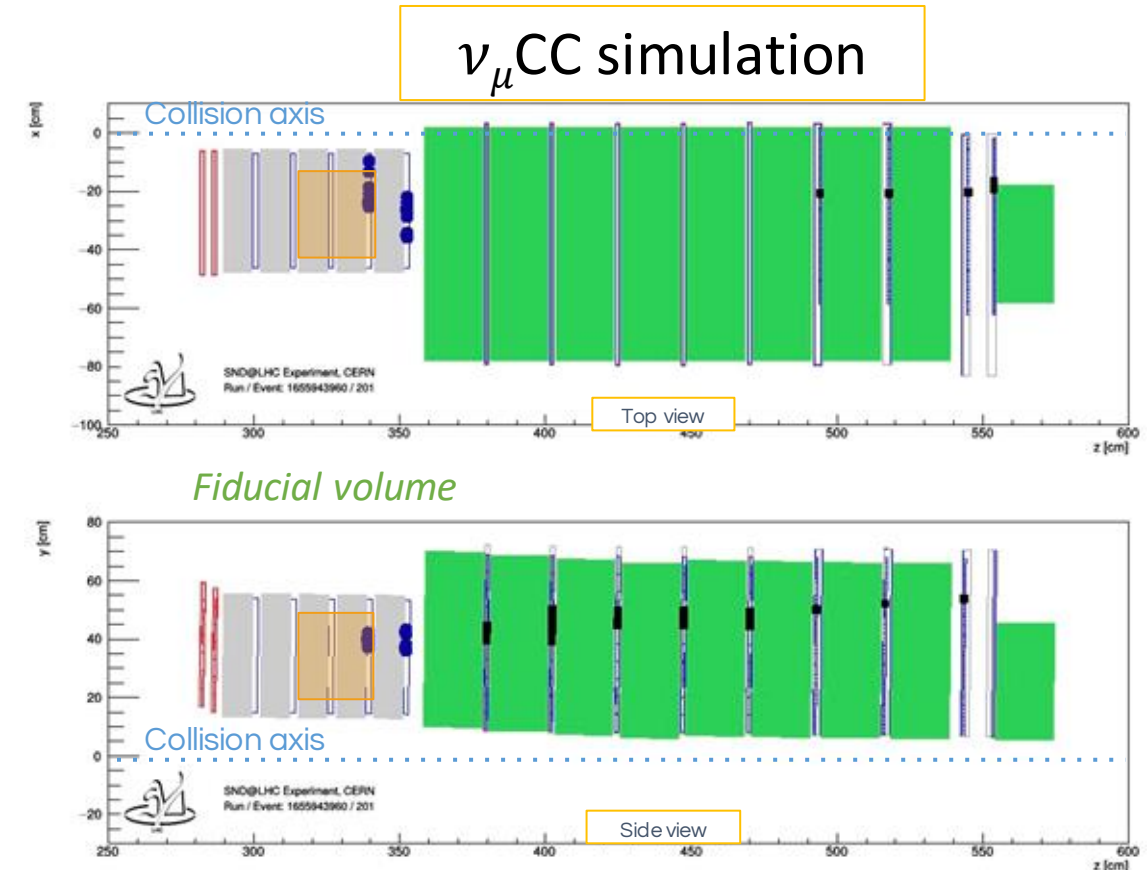 νμCC simulation
x [cm]
Collision axis
0
−20
−40
−60
−80
−100
SND@LHC Experiment, CERN
Run / Event: 1655943960 / 201
Top view
250 300 350 400 450 500 550 600
z [cm]
Fiducial volume
y [cm]
80
60
40
20
Collision axis
0
SND@LHC Experiment, CERN
Run / Event: 1655943960 / 201
−20
Side view
250 300 350 400 450 500 550 600
z [cm]